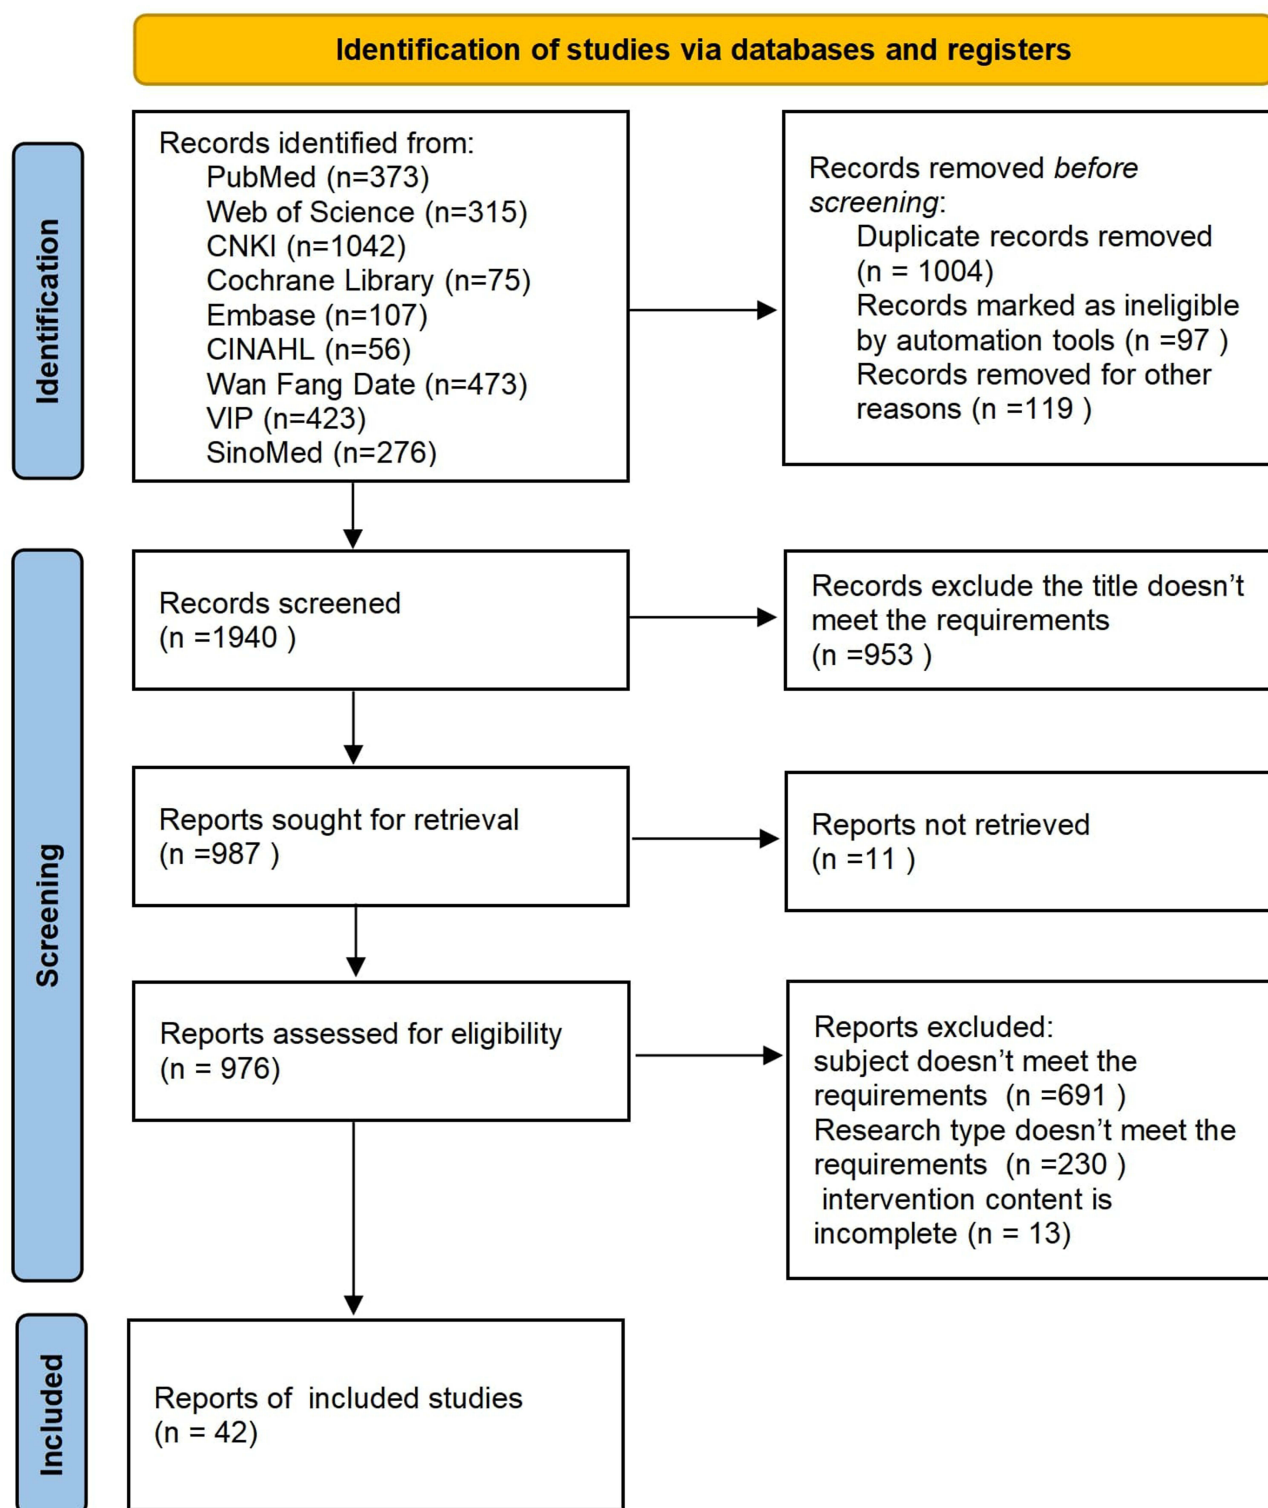 Identification of studies via databases and registers
Identification
Records identified from:
PubMed (n=373)
Web of Science (n=315)
CNKI (n=1042)
Cochrane Library (n=75)
Embase (n=107)
CINAHL (n=56)
Wan Fang Date (n=473)
VIP (n=423)
SinoMed (n=276)
Records removed before
screening:
Duplicate records removed
(n = 1004)
Records marked as ineligible
by automation tools (n =97 )
Records removed for other
reasons (n =119 )
Screening
Records screened
(n =1940 )
Records exclude the title doesn’t
meet the requirements
(n =953 )
Reports sought for retrieval
(n =987 )
Reports not retrieved
(n =11 )
Reports assessed for eligibility
(n = 976)
Reports excluded:
subject doesn’t meet the
requirements  (n =691 )
Research type doesn’t meet the
requirements  (n =230 )
intervention content is
incomplete (n = 13)
Included
Reports of  included studies
(n = 42)